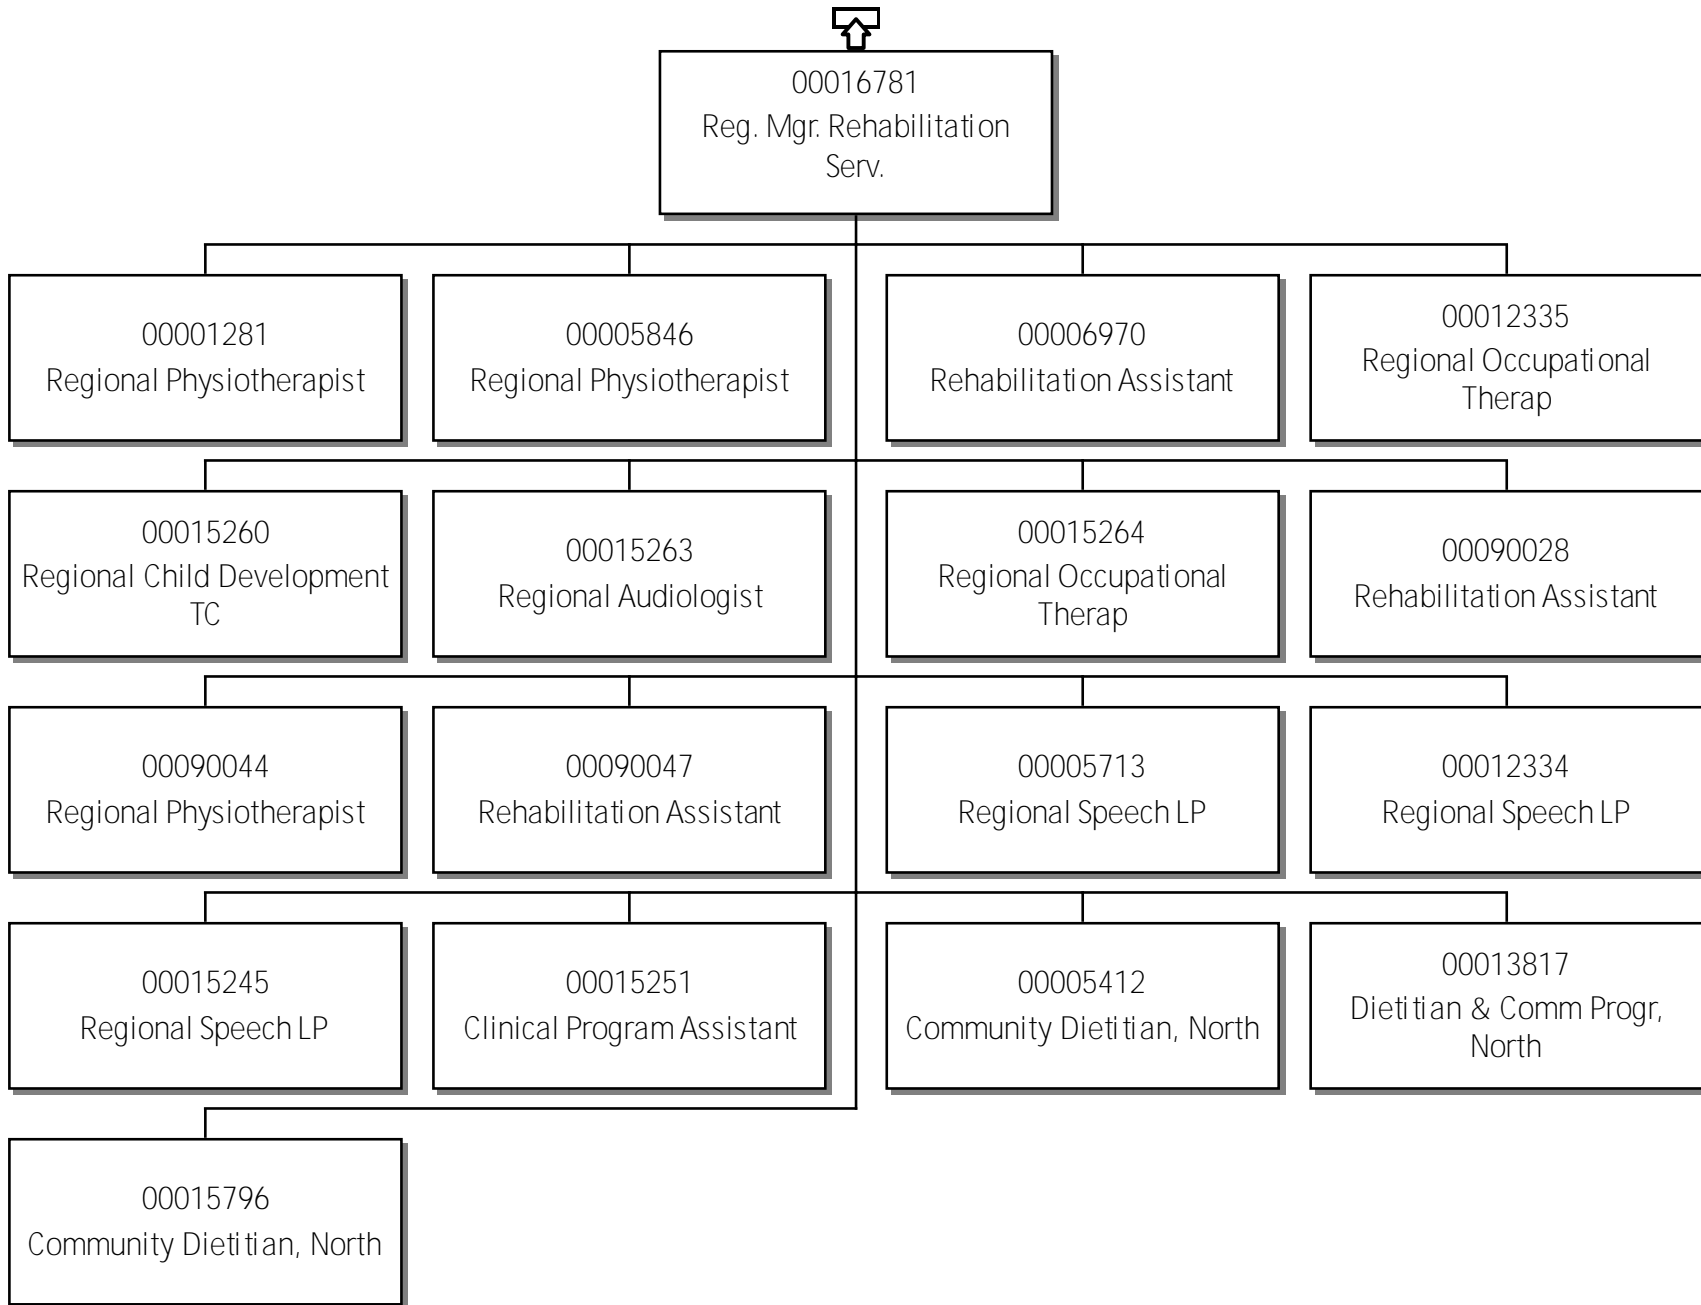 00016781
Reg. Mgr. Rehabilitation
Serv.
00001281
Regional Physiotherapist
00005846
Regional Physiotherapist
00006970
Rehabilitation Assistant
00012335
Regional Occupational
Therap
00015260
Regional Child Development
TC
00015263
Regional Audiologist
00015264
Regional Occupational
Therap
00090028
Rehabilitation Assistant
00090044
Regional Physiotherapist
00090047
Rehabilitation Assistant
00005713
Regional Speech LP
00012334
Regional Speech LP
00015245
Regional Speech LP
00015251
Clinical Program Assistant
00005412
Community Dietitian, North
00013817
Dietitian & Comm Progr,
North
00015796
Community Dietitian, North